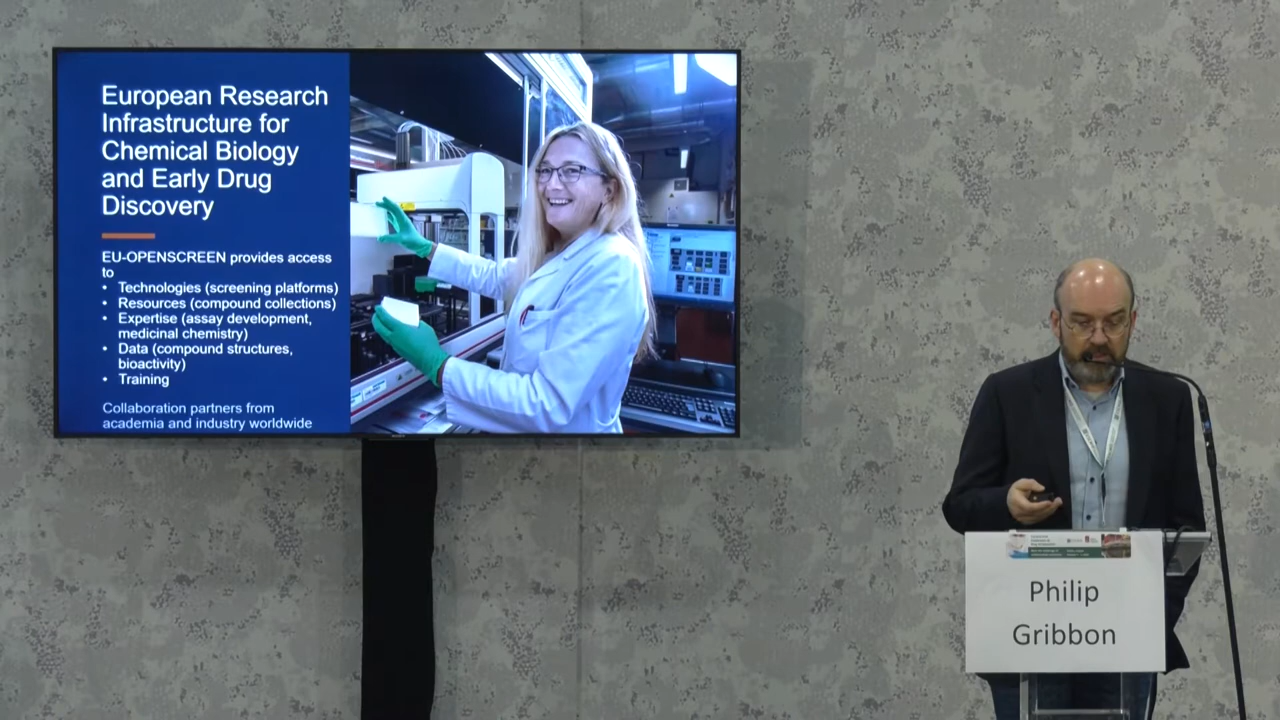 European Research
Infrastructure for
Chemical Biology
and Early Drug
Discovery
EU-OPENSCREEN provides access
to
• Technologies (screening platforms)
• Resources (compound collections)
• Expertise (assay development,
medicinal chemistry)
• Data (compound structures,
bioactivity)
• Training
Collaboration partners from
academia and industry worldwide
Philip
Gribbon